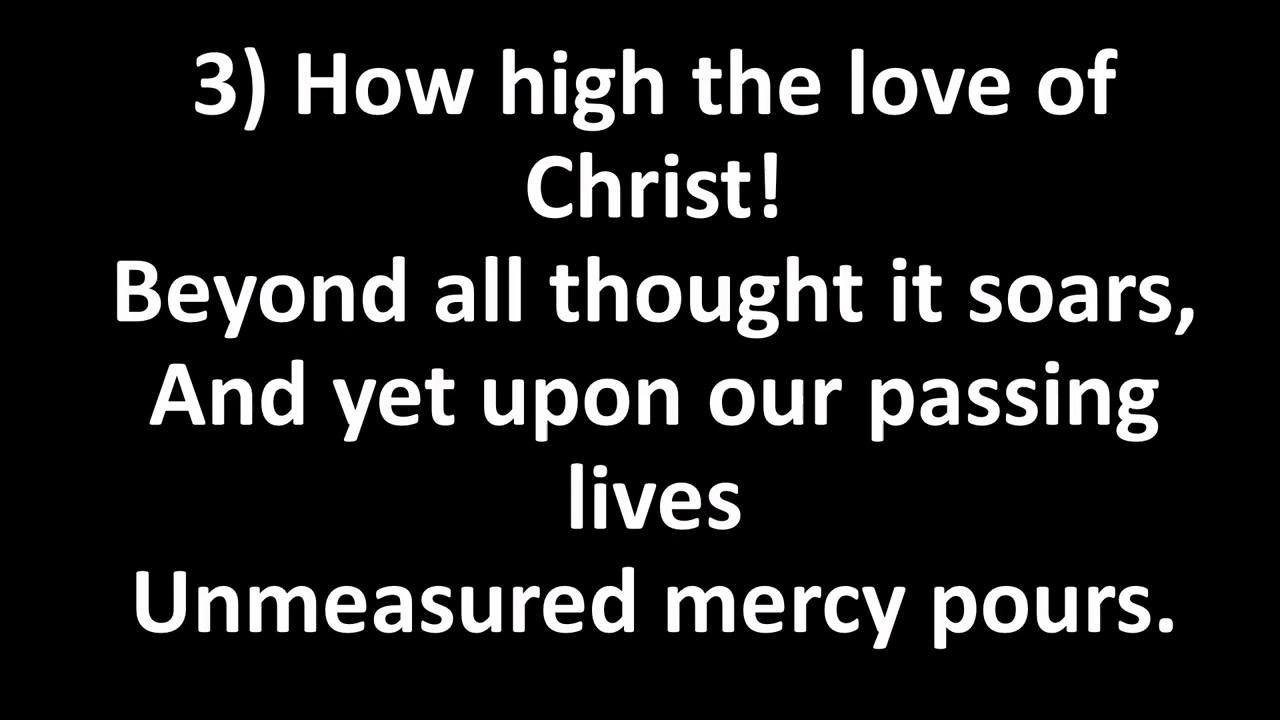 3) How high the love of
Christ!
Beyond all thought it soars,
And yet upon our passing
lives
Unmeasured mercy pours.